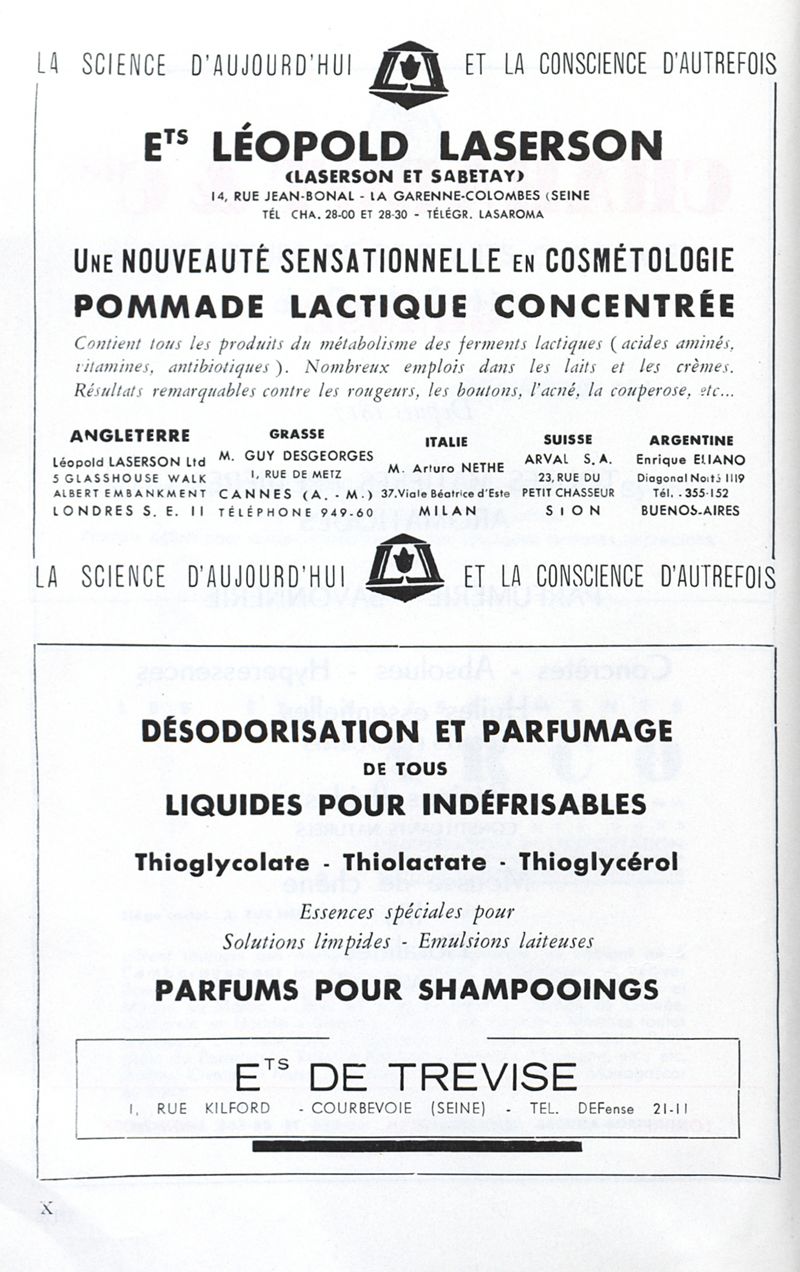 LA SCIENCE D'AUJOURD'HUI ET LA CONSCIENCE D'AUTREFOIS
ETS LÉOPOLD LASERSON
(LASERSON ET SABETAY)
14, RUE JEAN-BONAL - LA GARENNE-COLOMBES (SEINE
TÉL CHA. 28-00 ET 28-30 - TÉLÉGR. LASAROMA
UNE NOUVEAUTÉ SENSATIONNELLE EN COSMÉTOLOGIE
POMMADE LACTIQUE CONCENTRÉE
Contient tous les produits du métabolisme des ferments lactiques ( acides aminés,
vitamines, antibiotiques ). Nombreux emplois dans les laits et les crèmes.
Résultats remarquables contre les rougeurs, les boutons, l'acné, la couperose, etc...
ANGLETERRE
Léopold LASERSON Ltd
5 GLASSHOUSE WALK
ALBERT EMBANKMENT
LONDRES S. E. 11
GRASSE
M. GUY DESGEORGES
1, RUE DE METZ
CANNES (A. - M.)
TÉLÉPHONE 949-60
ITALIE
M. Arturo NETHE
37. Viale Béatrice d'Este
MILAN
SUISSE
ARVAL S. A.
23, RUE DU
PETIT CHASSEUR
SION
ARGENTINE
Enrique ELIANO
Diagonal 1119
Tél. - 355-152
BUENOS-AIRES
LA SCIENCE D'AUJOURD'HUI ET LA CONSCIENCE D'AUTREFOIS
DÉSODORISATION ET PARFUMAGE
DE TOUS
LIQUIDES POUR INDÉFRISABLES
Thioglycolate - Thiolactate - Thioglycérol
Essences spéciales pour
Solutions limpides - Emulsions laiteuses
PARFUMS POUR SHAMPOOINGS
ETS DE TREVISE
1, RUE KILFORD - COURBEVOIE (SEINE) - TEL. DEFense 21-11
X